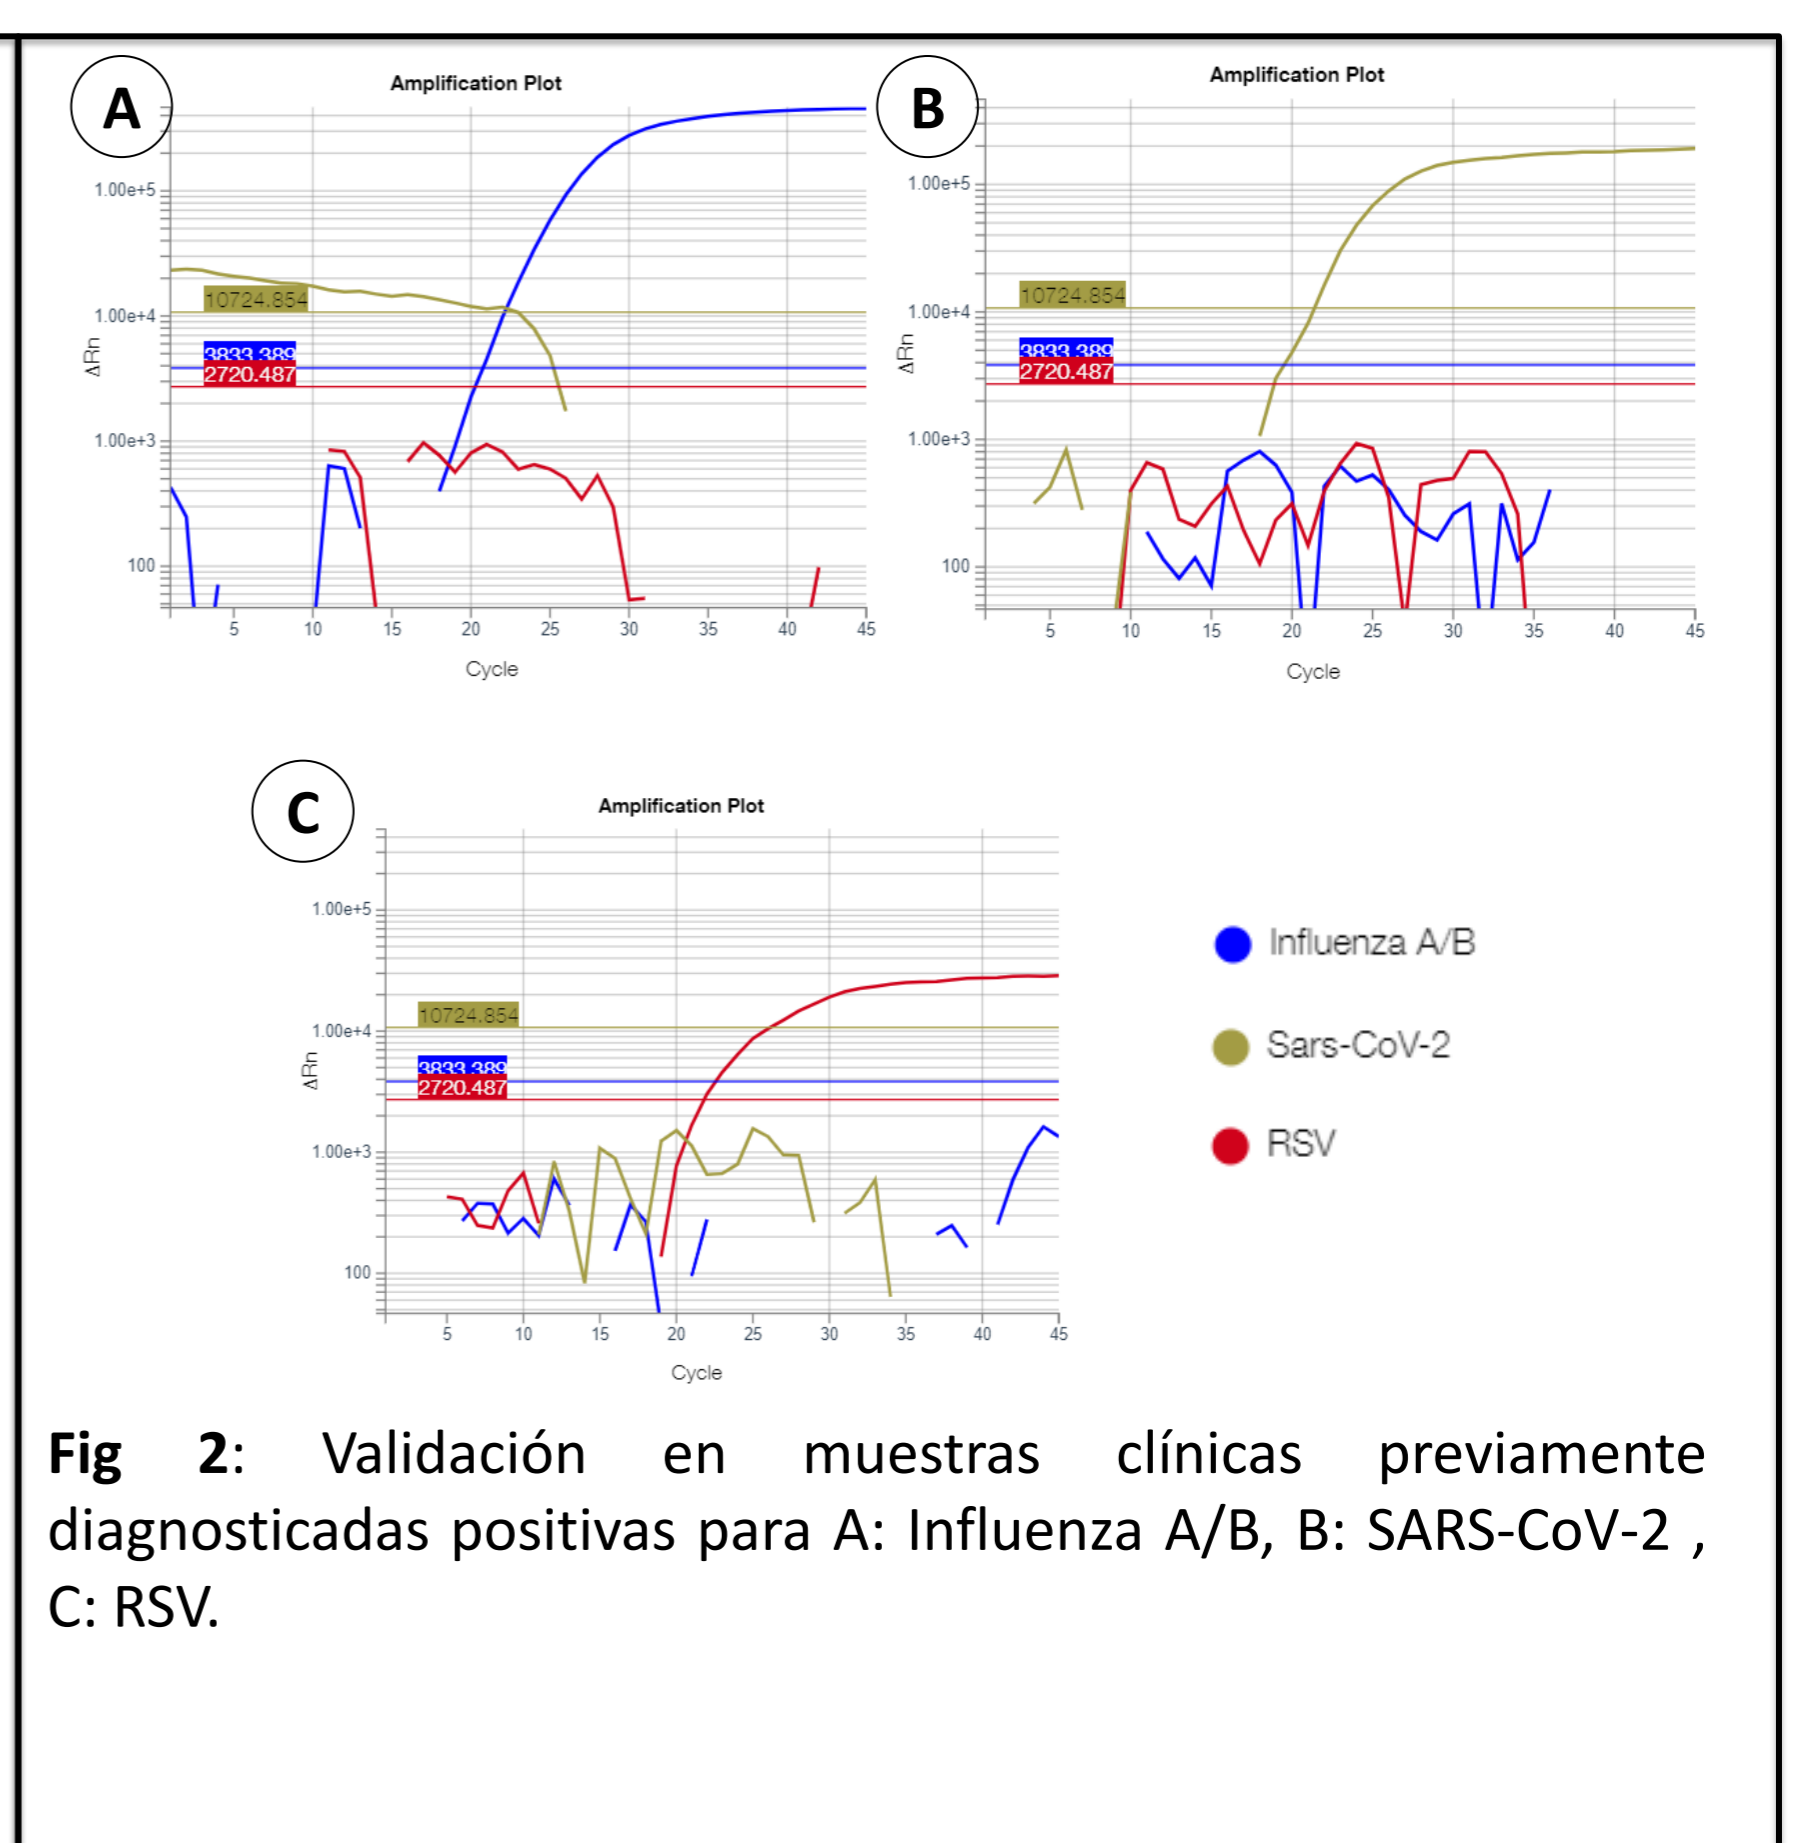 A
Amplification Plot
1.00e+5
1.00e+4
1.00e+3
100
ΔRn
10724.854
3833.389
2720.487
5 10 15 20 25 30 35 40 45
Cycle
B
Amplification Plot
1.00e+5
1.00e+4
1.00e+3
100
ΔRn
10724.854
3833.389
2720.487
5 10 15 20 25 30 35 40 45
Cycle
C
Amplification Plot
1.00e+5
1.00e+4
1.00e+3
100
ΔRn
10724.854
3833.389
2720.487
5 10 15 20 25 30 35 40 45
Cycle
Influenza A/B
Sars-CoV-2
RSV
Fig 2: Validación en muestras clínicas previamente
diagnosticadas positivas para A: Influenza A/B, B: SARS-CoV-2 ,
C: RSV.